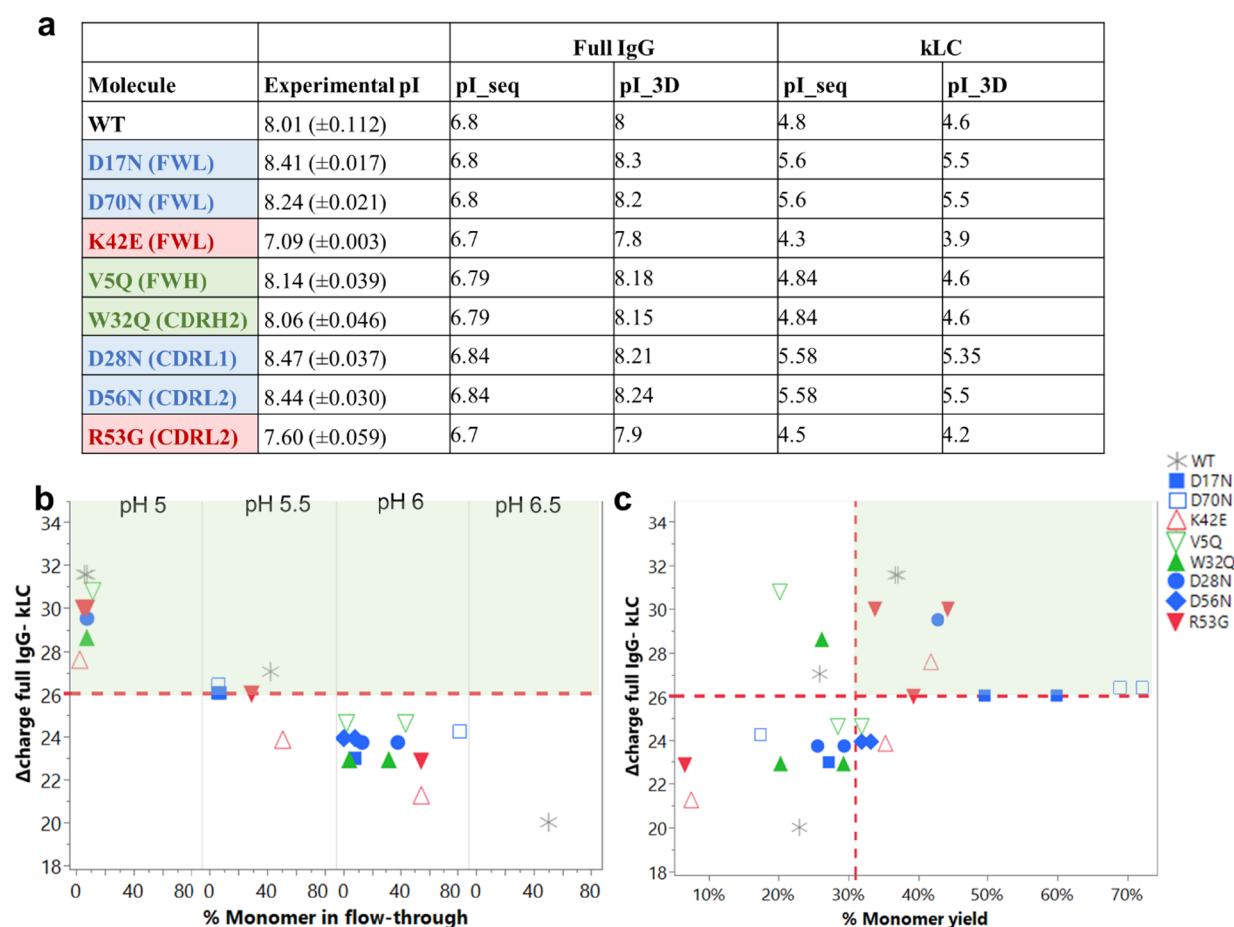 a
Full IgG kLC
Molecule Experimental pI pI_seq pI_3D pI_seq pI_3D
WT 8.01 (±0.112) 6.8 8 4.8 4.6
D17N (FWL) 8.41 (±0.017) 6.8 8.3 5.6 5.5
D70N (FWL) 8.24 (±0.021) 6.8 8.2 5.6 5.5
K42E (FWL) 7.09 (±0.003) 6.7 7.8 4.3 3.9
V5Q (FWH) 8.14 (±0.039) 6.79 8.18 4.84 4.6
W32Q (CDRH2) 8.06 (±0.046) 6.79 8.15 4.84 4.6
D28N (CDRL1) 8.47 (±0.037) 6.84 8.21 5.58 5.35
D56N (CDRL2) 8.44 (±0.030) 6.84 8.24 5.58 5.5
R53G (CDRL2) 7.60 (±0.059) 6.7 7.9 4.5 4.2
b
pH 5 pH 5.5 pH 6 pH 6.5
Δcharge full IgG- kLC
34
32
30
28
26
24
22
20
18
0 40 80 0 40 80 0 40 80 0 40 80
% Monomer in flow-through
c
Δcharge full IgG- kLC
34
32
30
28
26
24
22
20
18
10% 20% 30% 40% 50% 60% 70%
% Monomer yield
WT
D17N
D70N
K42E
V5Q
W32Q
D28N
D56N
R53G